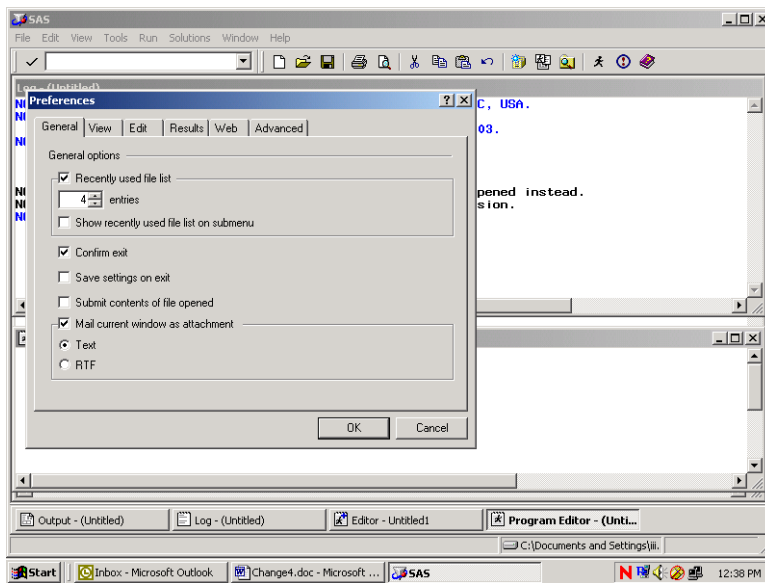 SAS
File Edit View Tools Run Solutions Window Help
Log - (Untitled)
C, USA.
03.
pened instead.
sion.
Preferences
General View Edit Results Web Advanced
General options
Recently used file list
4 entries
Show recently used file list on submenu
Confirm exit
Save settings on exit
Submit contents of file opened
Mail current window as attachment
Text
RTF
OK Cancel
Output - (Untitled) Log - (Untitled) Editor - Untitled1 Program Editor - (Unti...
C:\Documents and Settings\iii.
Start Inbox - Microsoft Outlook Change4.doc - Microsoft ... SAS 12:38 PM